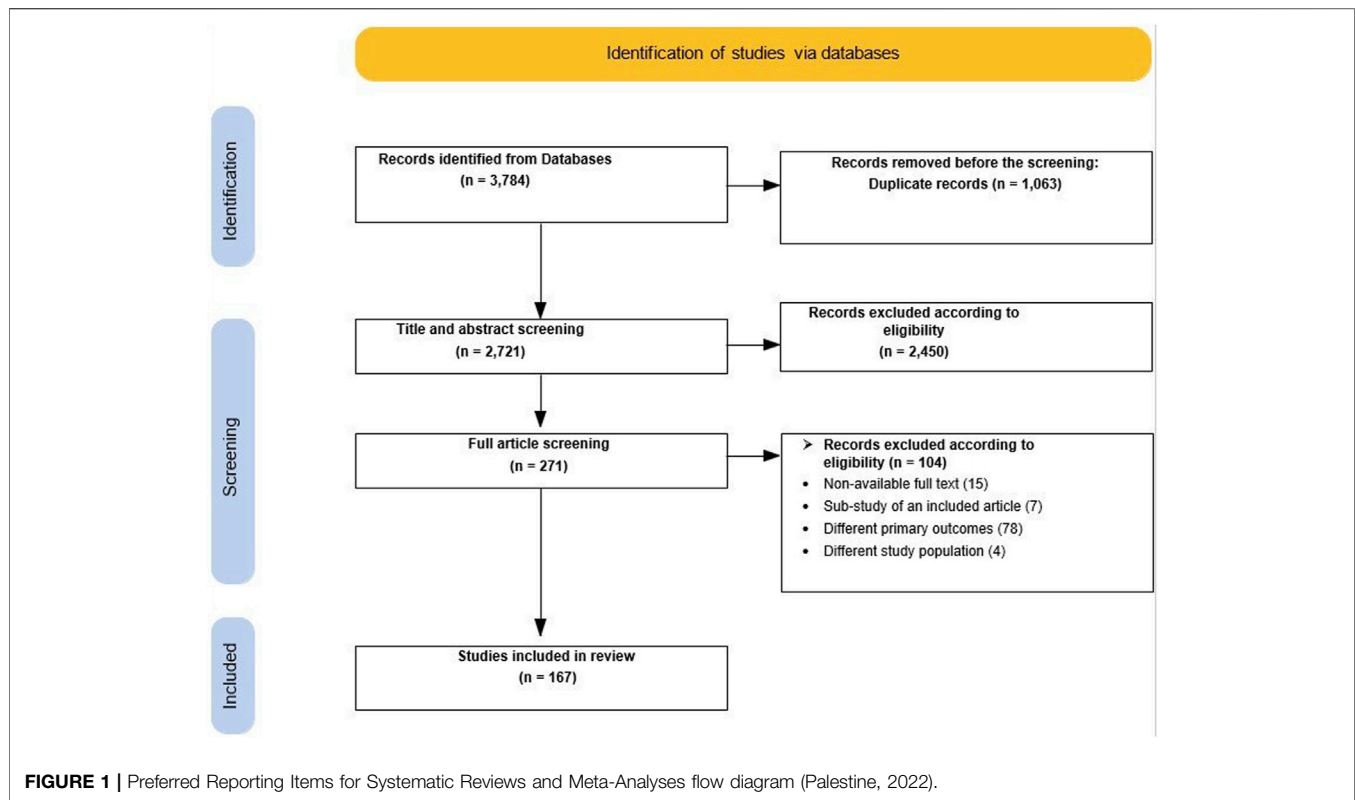 Identification of studies via databases
Identification
Records identified from Databases
(n = 3,784)
Records removed before the screening:
Duplicate records (n = 1,063)
Screening
Title and abstract screening
(n = 2,721)
Records excluded according to
eligibility
(n = 2,450)
Full article screening
(n = 271)
➢ Records excluded according to
eligibility (n = 104)
• Non-available full text (15)
• Sub-study of an included article (7)
• Different primary outcomes (78)
• Different study population (4)
Included
Studies included in review
(n = 167)
FIGURE 1 | Preferred Reporting Items for Systematic Reviews and Meta-Analyses flow diagram (Palestine, 2022).